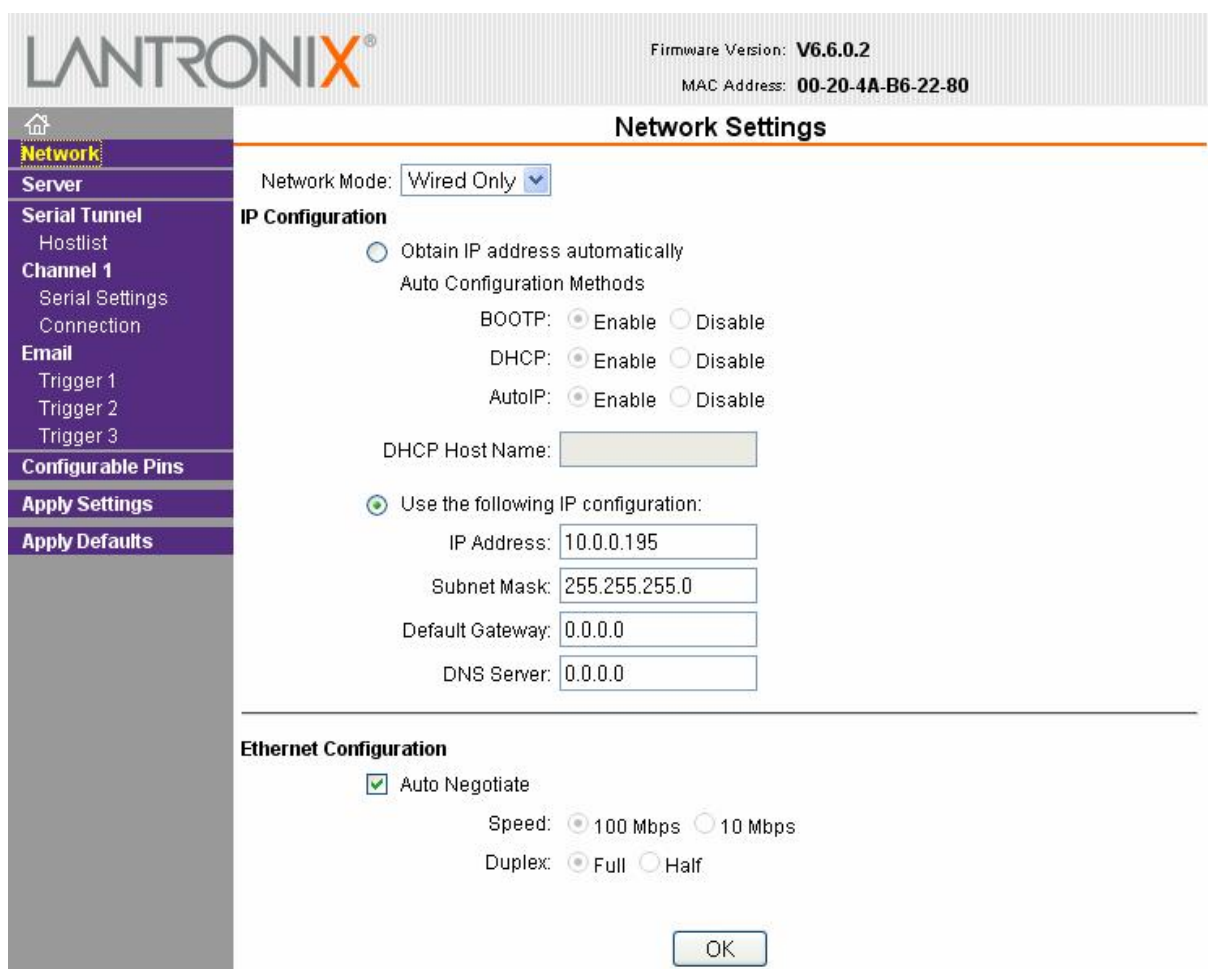 LANTRONIX®
Firmware Version: V6.6.0.2
MAC Address: 00-20-4A-B6-22-80
Network
Server
Serial Tunnel
Hostlist
Channel 1
Serial Settings
Connection
Email
Trigger 1
Trigger 2
Trigger 3
Configurable Pins
Apply Settings
Apply Defaults
Network Settings
Network Mode: Wired Only
IP Configuration
Obtain IP address automatically
Auto Configuration Methods
BOOTP: Enable Disable
DHCP: Enable Disable
AutoIP: Enable Disable
DHCP Host Name:
Use the following IP configuration:
IP Address: 10.0.0.195
Subnet Mask: 255.255.255.0
Default Gateway: 0.0.0.0
DNS Server: 0.0.0.0
Ethernet Configuration
Auto Negotiate
Speed: 100 Mbps 10 Mbps
Duplex: Full Half
OK